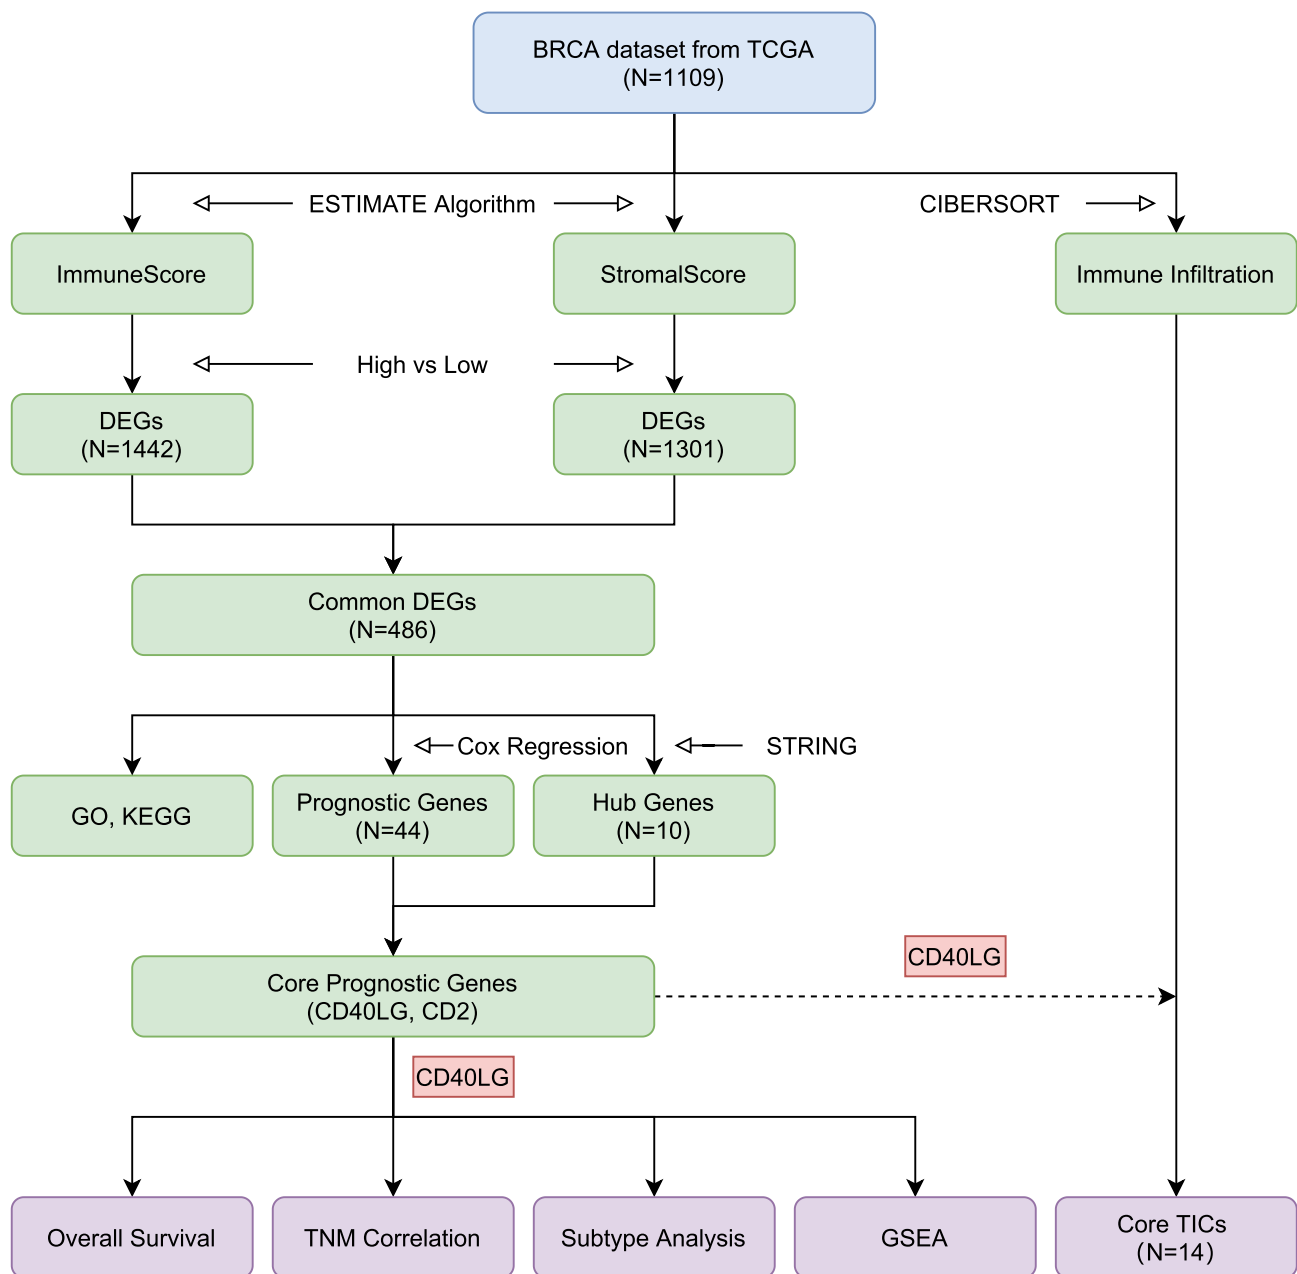 BRCA dataset from TCGA
(N=1109)
ESTIMATE Algorithm
CIBERSORT
ImmuneScore
StromalScore
Immune Infiltration
High vs Low
DEGs
(N=1442)
DEGs
(N=1301)
Common DEGs
(N=486)
Cox Regression
STRING
GO, KEGG
Prognostic Genes
(N=44)
Hub Genes
(N=10)
CD40LG
Core Prognostic Genes
(CD40LG, CD2)
CD40LG
Overall Survival
TNM Correlation
Subtype Analysis
GSEA
Core TICs
(N=14)